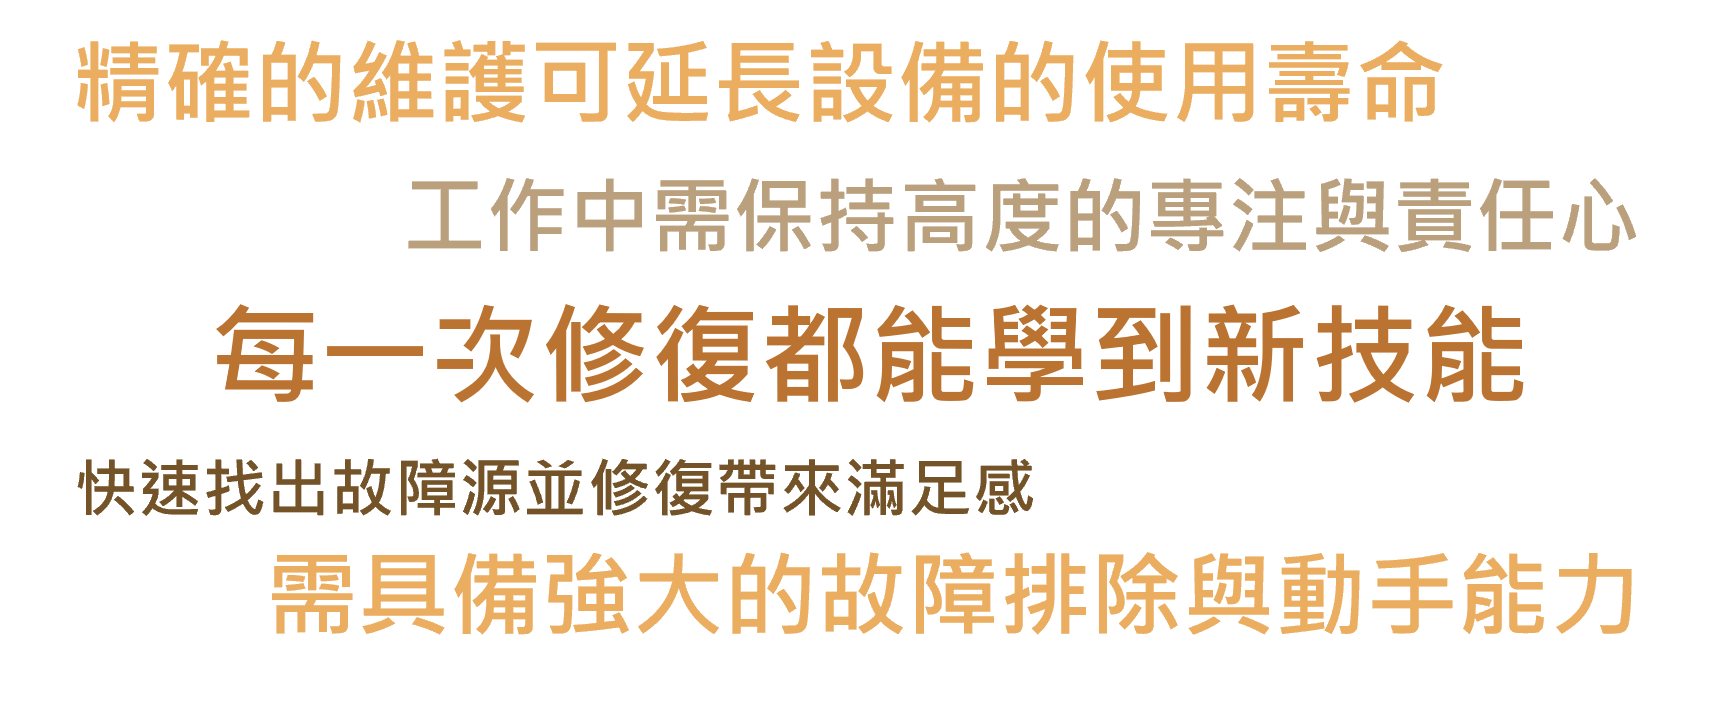 精確的維護可延長設備的使用壽命
工作中需保持高度的專注與責任心
每一次修復都能學到新技能
快速找出故障源並修復帶來滿足感
需具備強大的故障排除與動手能力